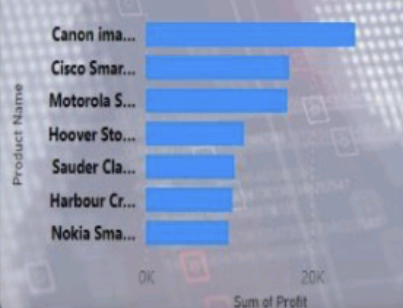 Canon ima...
Cisco Smar...
Motorola S...
Hoover Sto...
Sauder Cla...
Harbour Cr...
Nokia Sma...
Product Name
0K 20K
Sum of Profit